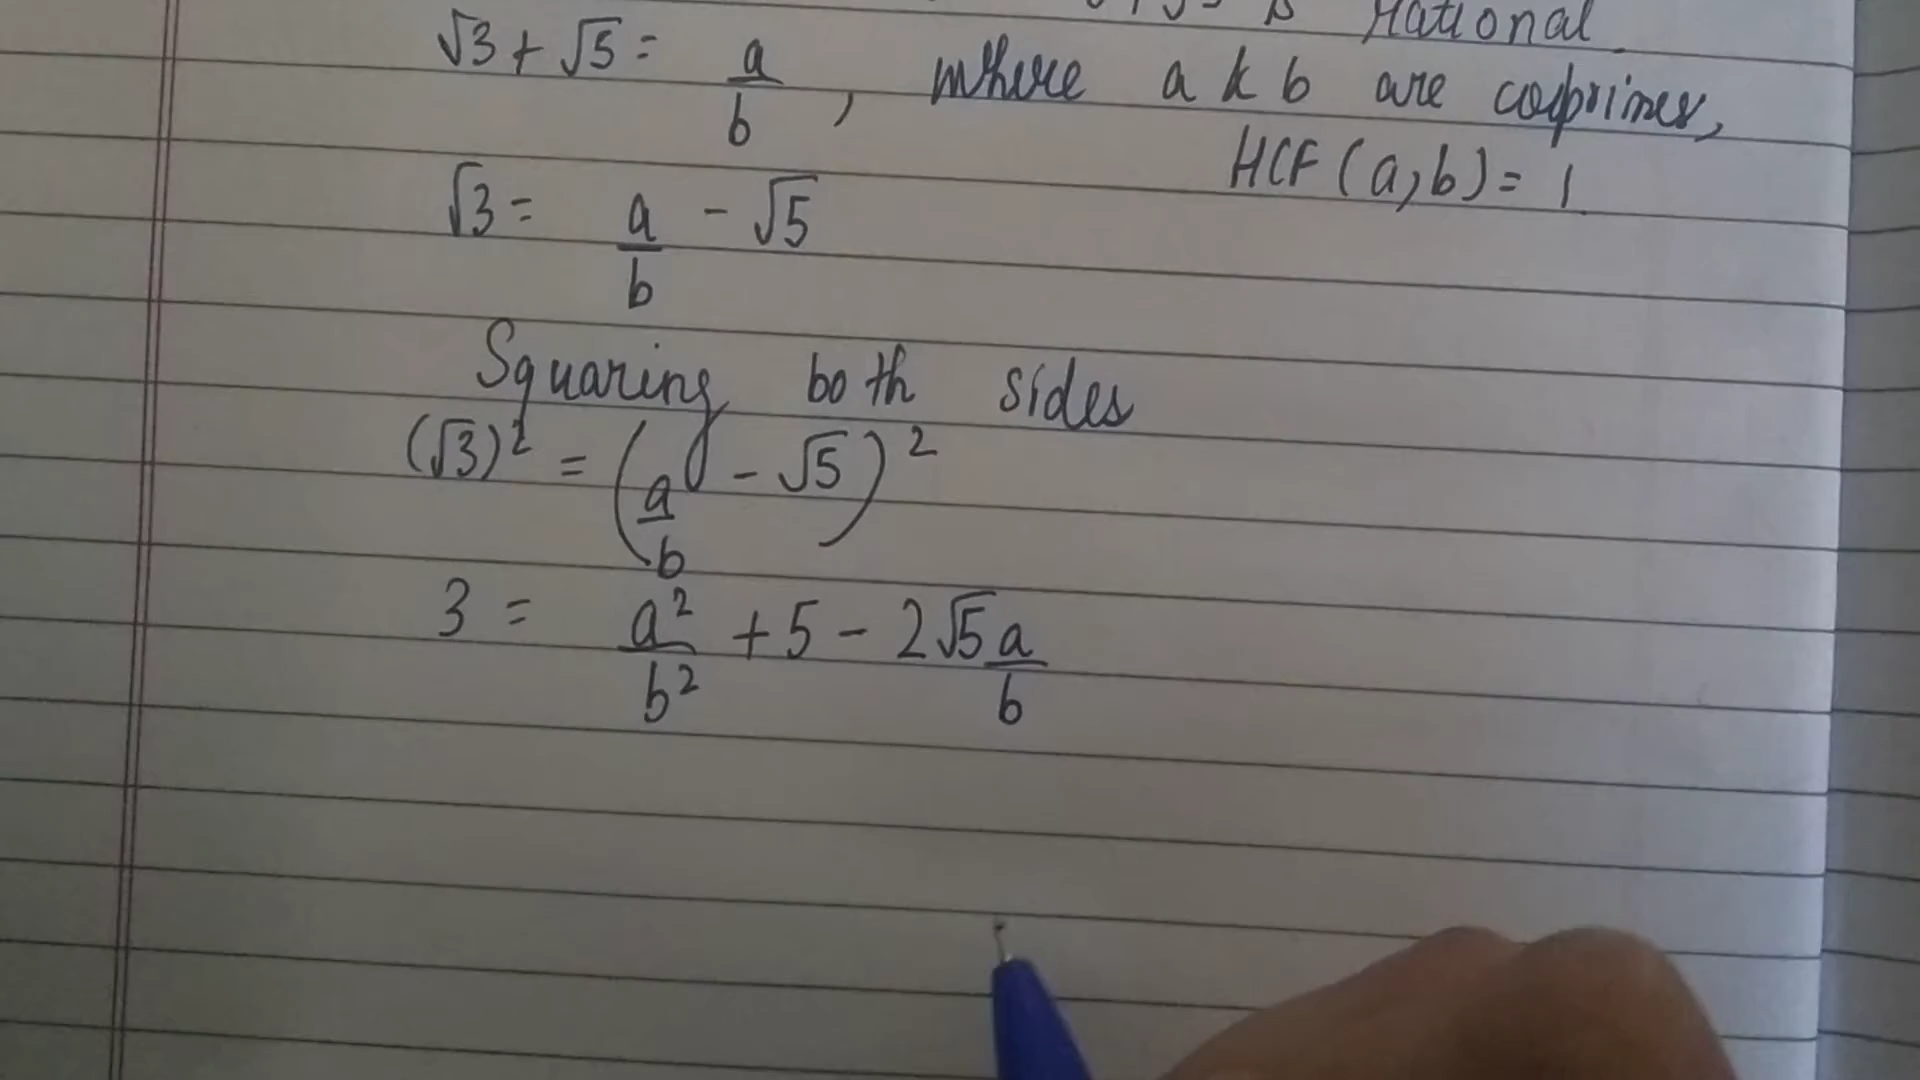 is Rational
√3 + √5 = a/b , where a & b are coprimes,
HCF (a,b) = 1
√3 = a/b - √5
Squaring both sides
(√3)² = (a/b - √5)²
3 = a²/b² + 5 - 2√5 a/b